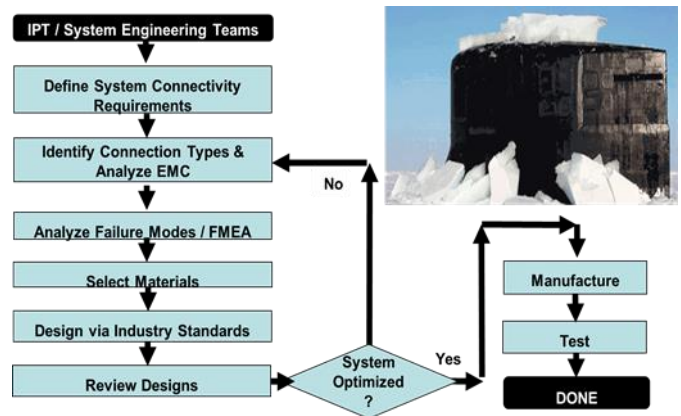 IPT / System Engineering Teams
Define System Connectivity
Requirements
Identify Connection Types &
Analyze EMC
Analyze Failure Modes / FMEA
Select Materials
Design via Industry Standards
Review Designs
System
Optimized
?
No
Yes
Manufacture
Test
DONE